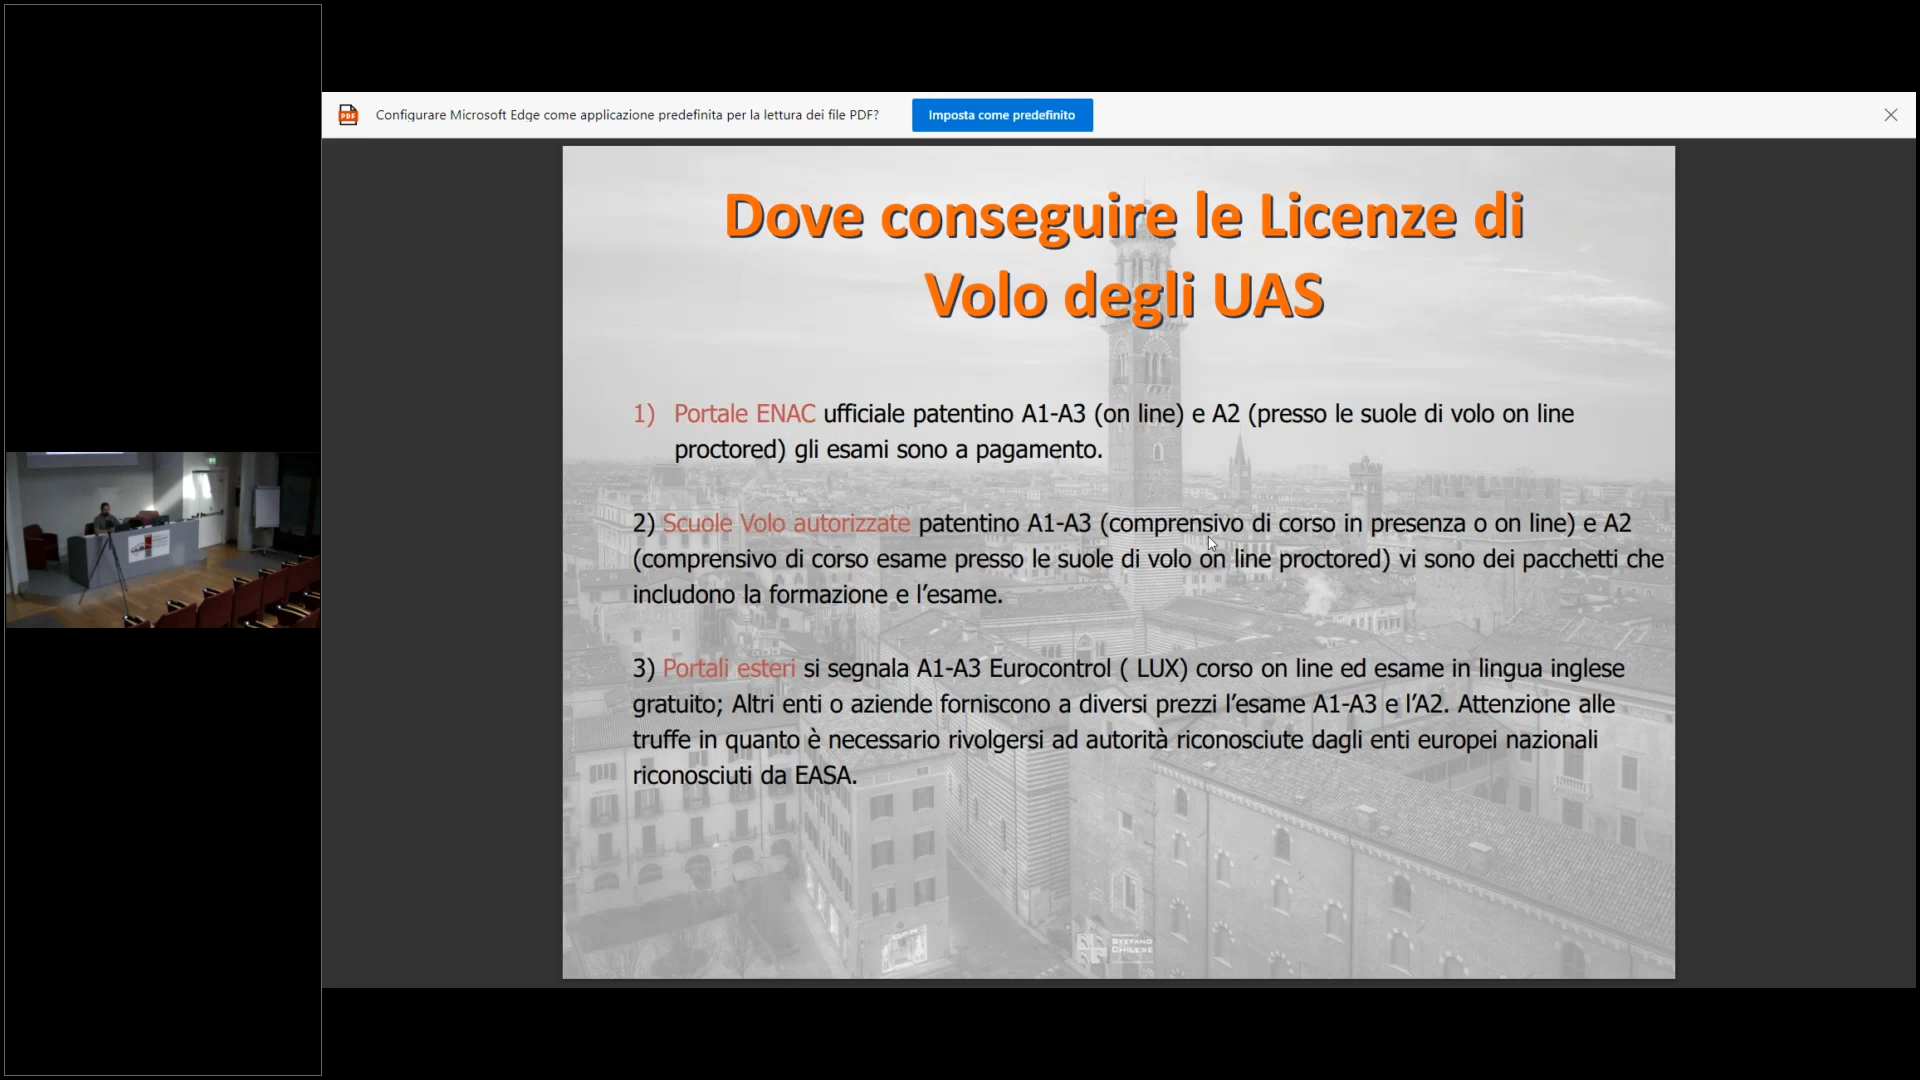 Configurare Microsoft Edge come applicazione predefinita per la lettura dei file PDF?
Imposta come predefinito
Dove conseguire le Licenze di
Volo degli UAS
1) Portale ENAC ufficiale patentino A1-A3 (on line) e A2 (presso le suole di volo on line
proctored) gli esami sono a pagamento.
2) Scuole Volo autorizzate patentino A1-A3 (comprensivo di corso in presenza o on line) e A2
(comprensivo di corso esame presso le suole di volo on line proctored) vi sono dei pacchetti che
includono la formazione e l’esame.
3) Portali esteri si segnala A1-A3 Eurocontrol ( LUX) corso on line ed esame in lingua inglese
gratuito; Altri enti o aziende forniscono a diversi prezzi l’esame A1-A3 e l’A2. Attenzione alle
truffe in quanto è necessario rivolgersi ad autorità riconosciute dagli enti europei nazionali
riconosciuti da EASA.
STEFANO
CHILESE